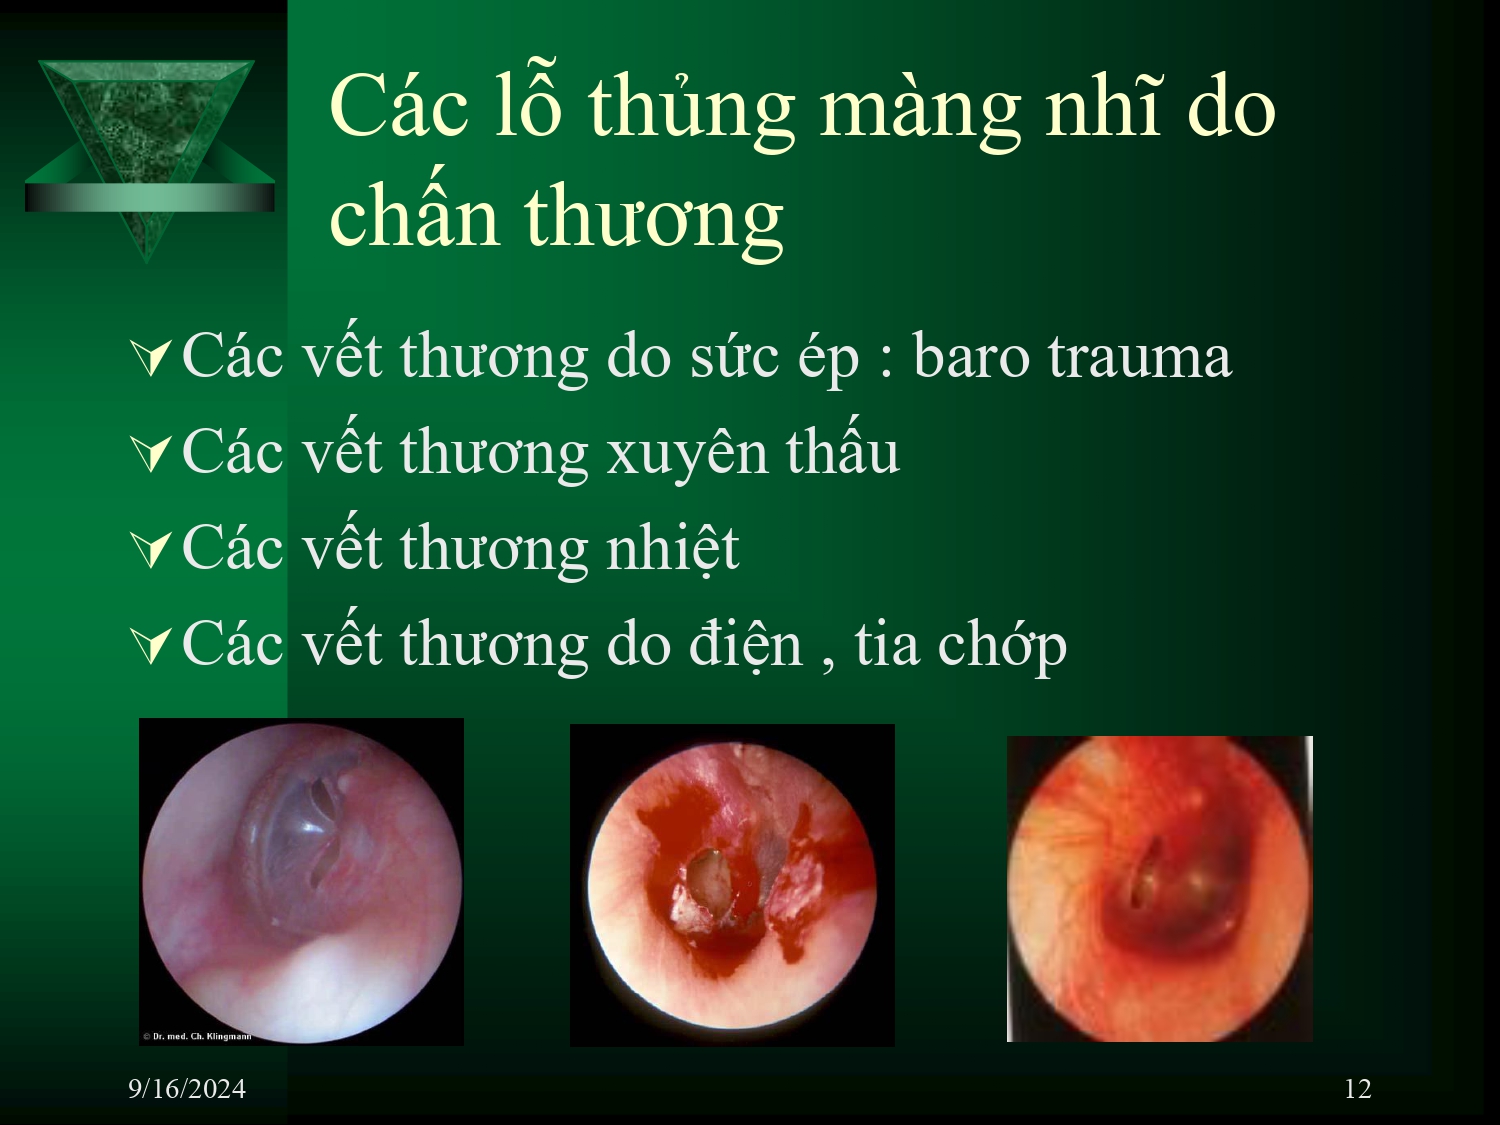 Các lỗ thủng màng nhĩ do
chấn thương
Các vết thương do sức ép : baro trauma
Các vết thương xuyên thấu
Các vết thương nhiệt
Các vết thương do điện , tia chớp
© Dr. med. Ch. Klingmann
9/16/2024
12